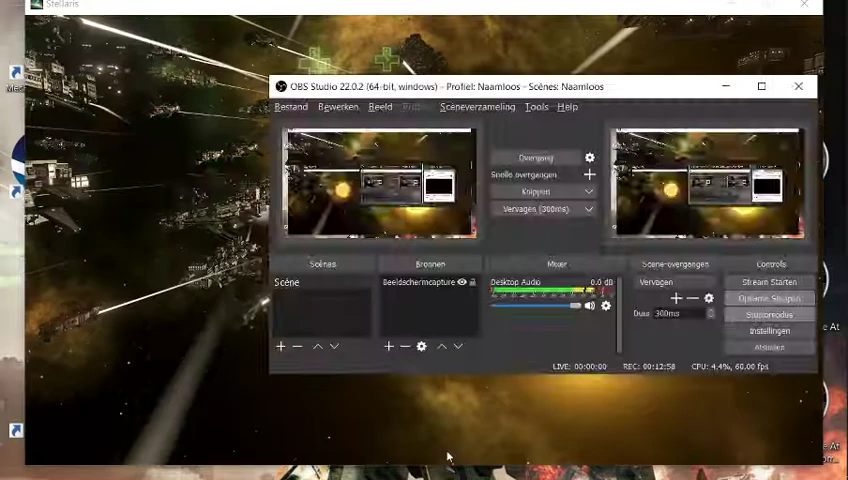 Stellaris
OBS Studio 22.0.2 (64-bit, windows) - Profiel: Naamloos - Scènes: Naamloos
Bestand Bewerken Beeld Sceneverzameling Tools Help
Overgang
Snelle overgangen
Knippen
Vervagen (300ms)
Scènes Bronnen Mixer Scene-overgangen Controls
Scène
Beeldschermcapture
Desktop Audio 0.0 dB
Vervagen
Duur 300ms
Stream Starten
Opname Stoppen
Studiomodus
Instellingen
Afsluiten
LIVE: 00:00:00 REC: 00:12:58 CPU: 4.4%, 60.00 fps